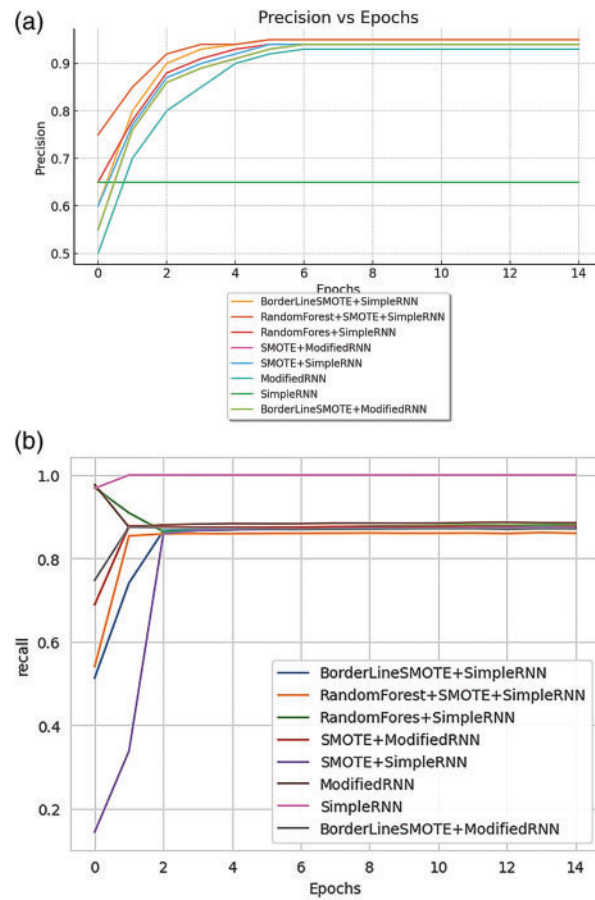 (a)
Precision vs Epochs
0.9
0.8
0.7
0.6
0.5
Precision
0 2 4 6 8 10 12 14
Epochs
BorderLineSMOTE+SimpleRNN
RandomForest+SMOTE+SimpleRNN
RandomFores+SimpleRNN
SMOTE+ModifiedRNN
SMOTE+SimpleRNN
ModifiedRNN
SimpleRNN
BorderLineSMOTE+ModifiedRNN
(b)
1.0
0.8
0.6
0.4
0.2
recall
BorderLineSMOTE+SimpleRNN
RandomForest+SMOTE+SimpleRNN
RandomFores+SimpleRNN
SMOTE+ModifiedRNN
SMOTE+SimpleRNN
ModifiedRNN
SimpleRNN
BorderLineSMOTE+ModifiedRNN
0 2 4 6 8 10 12 14
Epochs